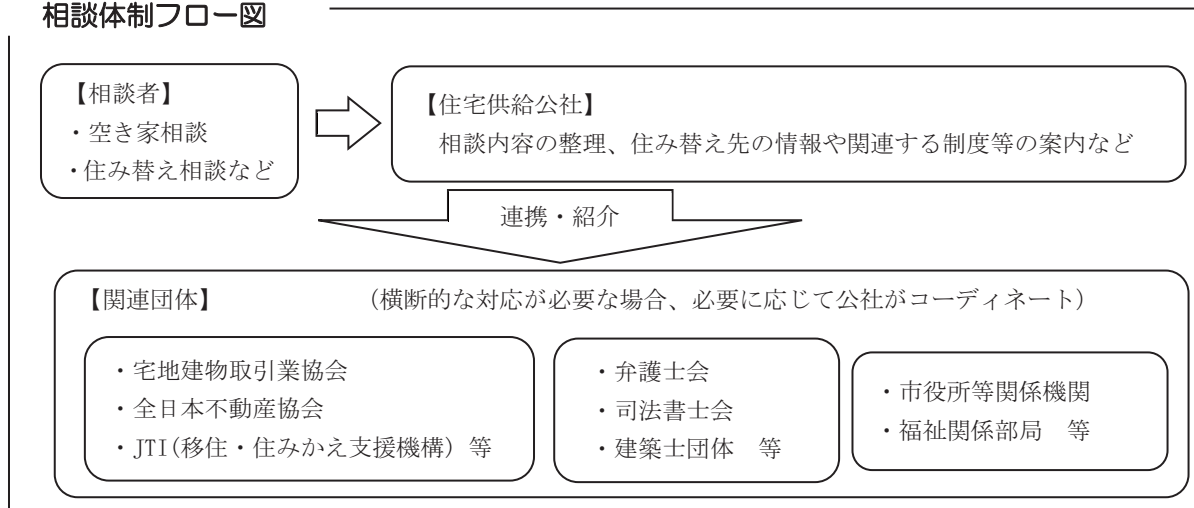 相談体制フロー図
【相談者】
・空き家相談
・住み替え相談など
【住宅供給公社】
相談内容の整理、住み替え先の情報や関連する制度等の案内など
連携・紹介
【関連団体】 （横断的な対応が必要な場合、必要に応じて公社がコーディネート）
・宅地建物取引業協会
・全日本不動産協会
・JTI(移住・住みかえ支援機構）等
・弁護士会
・司法書士会
・建築士団体　等
・市役所等関係機関
・福祉関係部局　等